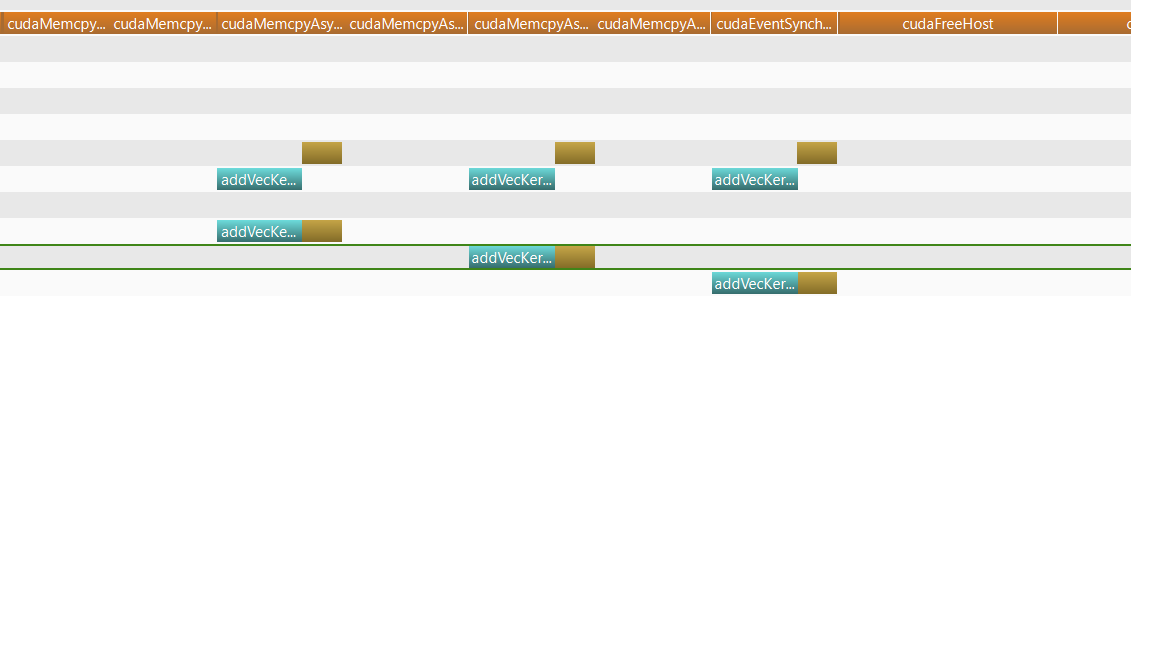 cudaMemcpy... cudaMemcpy... cudaMemcpyAsy... cudaMemcpyAs... cudaMemcpyAs... cudaMemcpyA... cudaEventSynch... cudaFreeHost
addVecKe... addVecKer... addVecKer...
addVecKe...
addVecKer...
addVecKer...